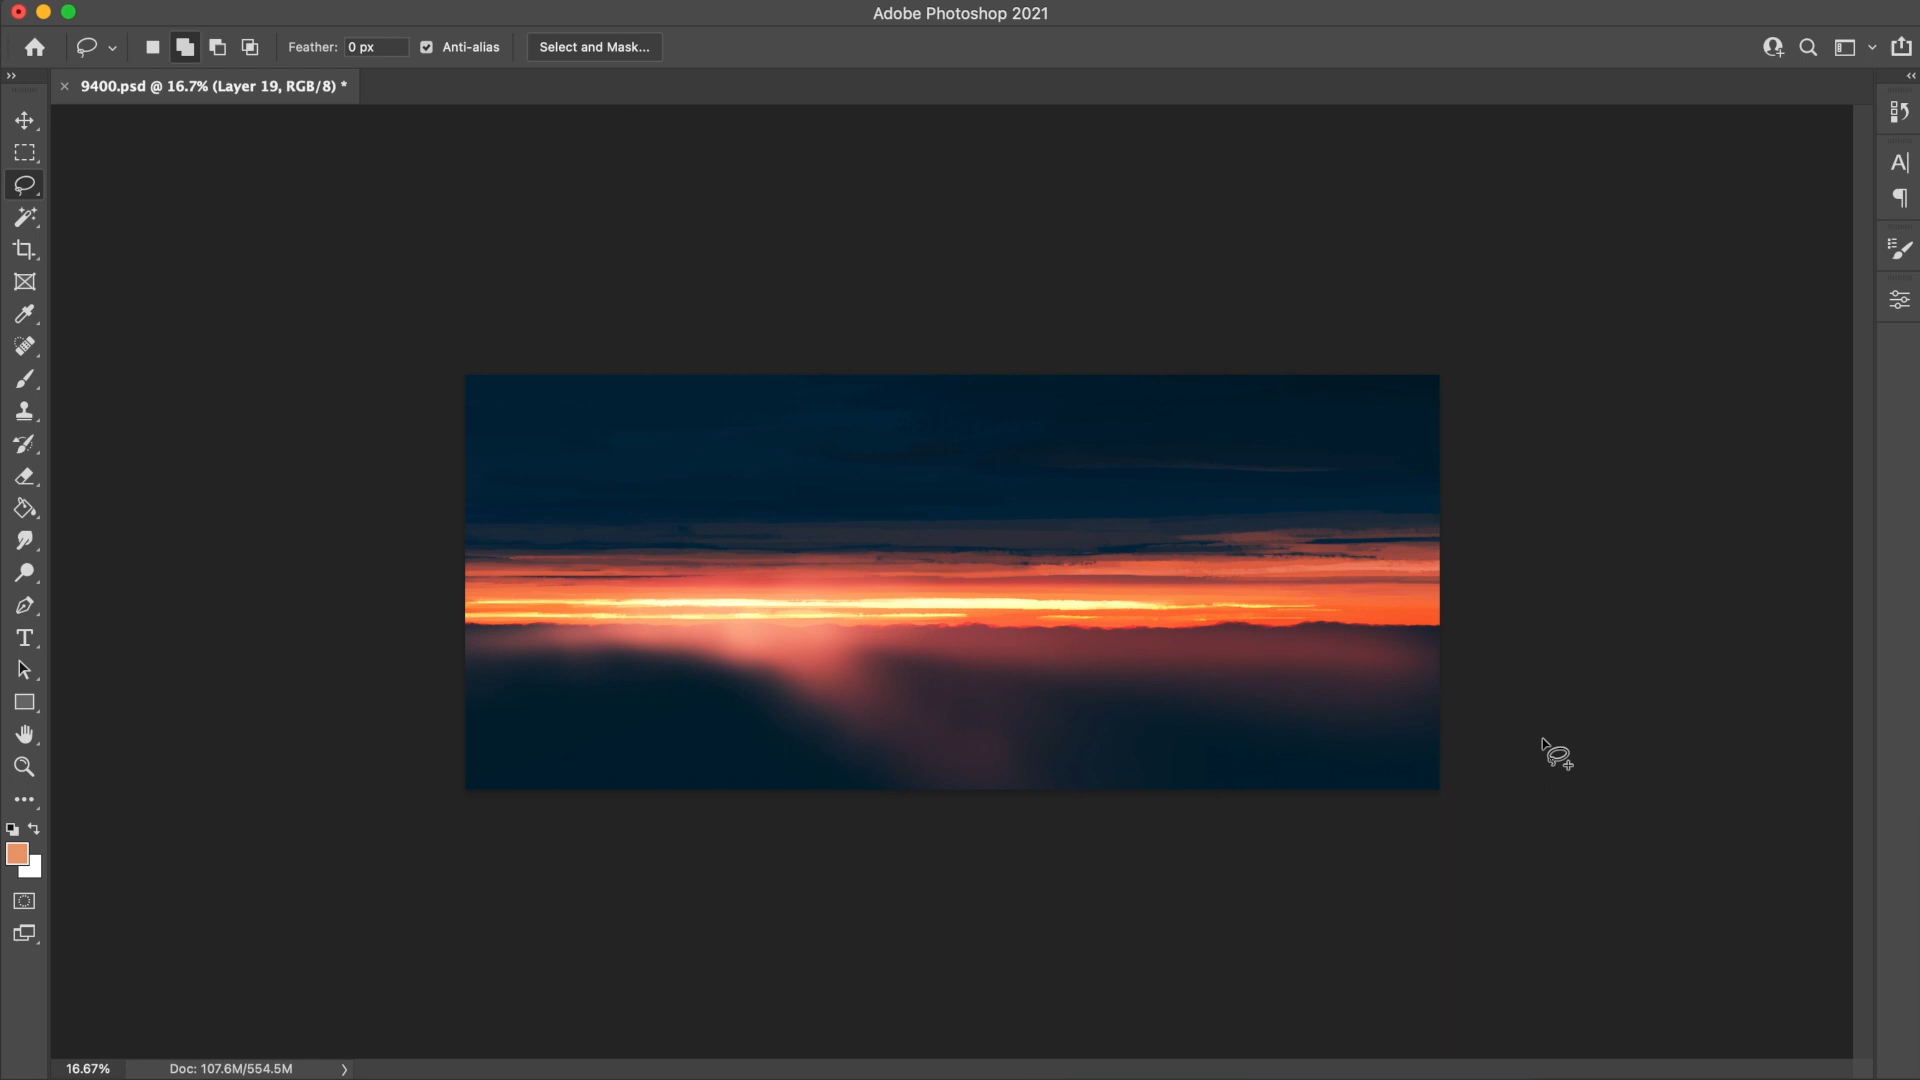 Adobe Photoshop 2021
Feather: 0 px Anti-alias Select and Mask...
9400.psd @ 16.7% (Layer 19, RGB/8) *
16.67% Doc: 107.6M/554.5M